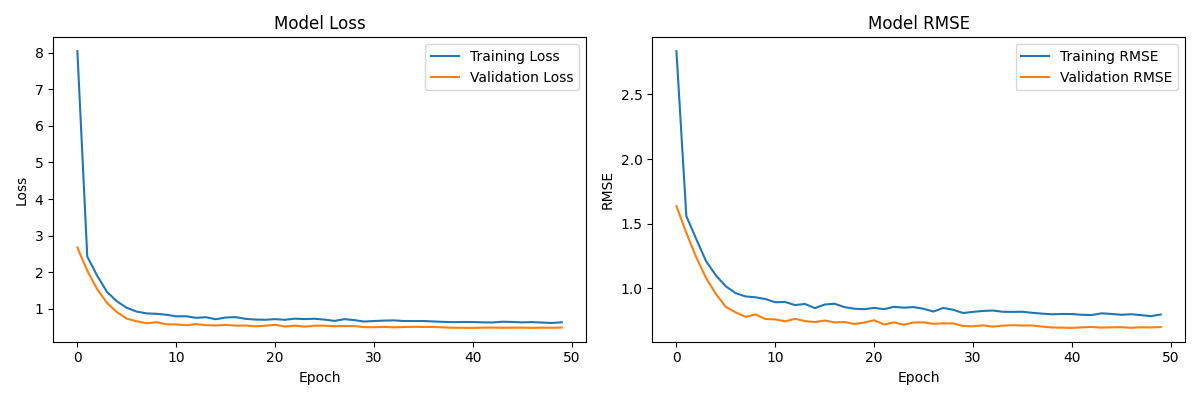 Model Loss
Training Loss
Validation Loss
8
7
6
5
4
3
2
1
Loss
0 10 20 30 40 50
Epoch
Model RMSE
Training RMSE
Validation RMSE
2.5
2.0
1.5
1.0
RMSE
0 10 20 30 40 50
Epoch